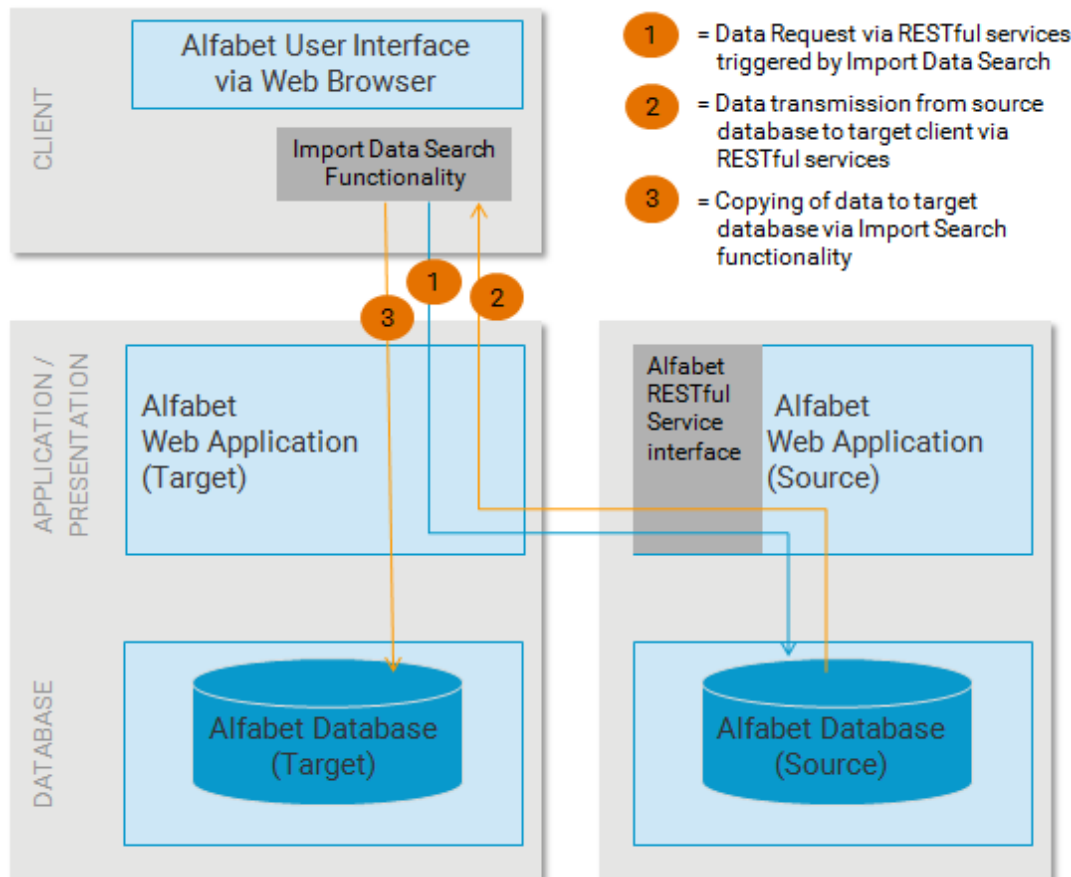 Alfabet User Interface
via Web Browser
CLIENT
Import Data Search
Functionality
1
= Data Request via RESTful services
triggered by Import Data Search
2
= Data transmission from source
database to target client via
RESTful services
3
= Copying of data to target
database via Import Search
functionality
1
2
3
APPLICATION /
PRESENTATION
Alfabet
Web Application
(Target)
Alfabet
RESTful
Service
interface
Alfabet
Web Application
(Source)
DATABASE
Alfabet Database
(Target)
Alfabet Database
(Source)